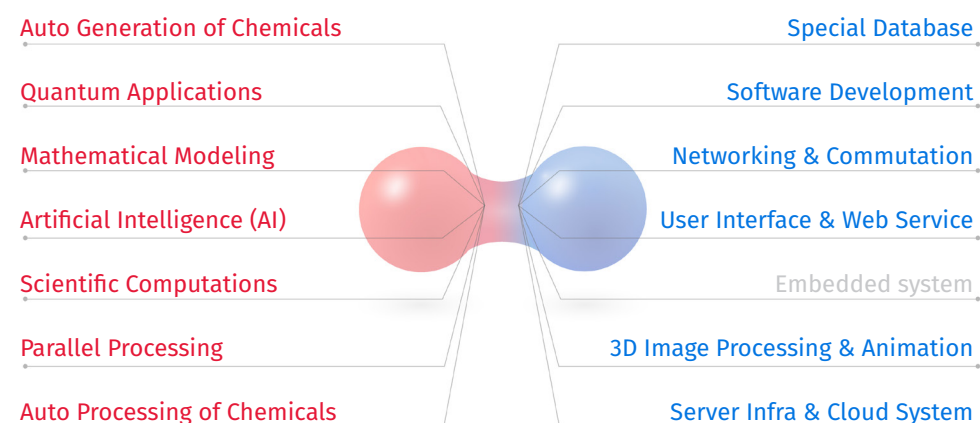 Auto Generation of Chemicals
Special Database
Quantum Applications
Software Development
Mathematical Modeling
Networking & Commutation
Artificial Intelligence (AI)
User Interface & Web Service
Scientific Computations
Embedded system
Parallel Processing
3D Image Processing & Animation
Auto Processing of Chemicals
Server Infra & Cloud System